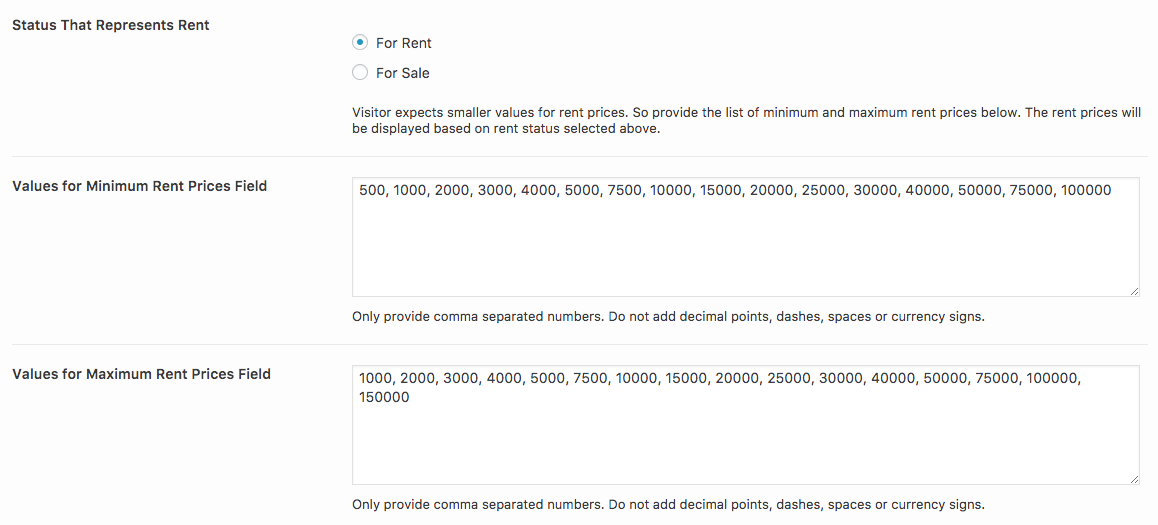 Status That Represents Rent
For Rent
For Sale
Visitor expects smaller values for rent prices. So provide the list of minimum and maximum rent prices below. The rent prices will
be displayed based on rent status selected above.
Values for Minimum Rent Prices Field
500, 1000, 2000, 3000, 4000, 5000, 7500, 10000, 15000, 20000, 25000, 30000, 40000, 50000, 75000, 100000
Only provide comma separated numbers. Do not add decimal points, dashes, spaces or currency signs.
Values for Maximum Rent Prices Field
1000, 2000, 3000, 4000, 5000, 7500, 10000, 15000, 20000, 25000, 30000, 40000, 50000, 75000, 100000,
150000
Only provide comma separated numbers. Do not add decimal points, dashes, spaces or currency signs.